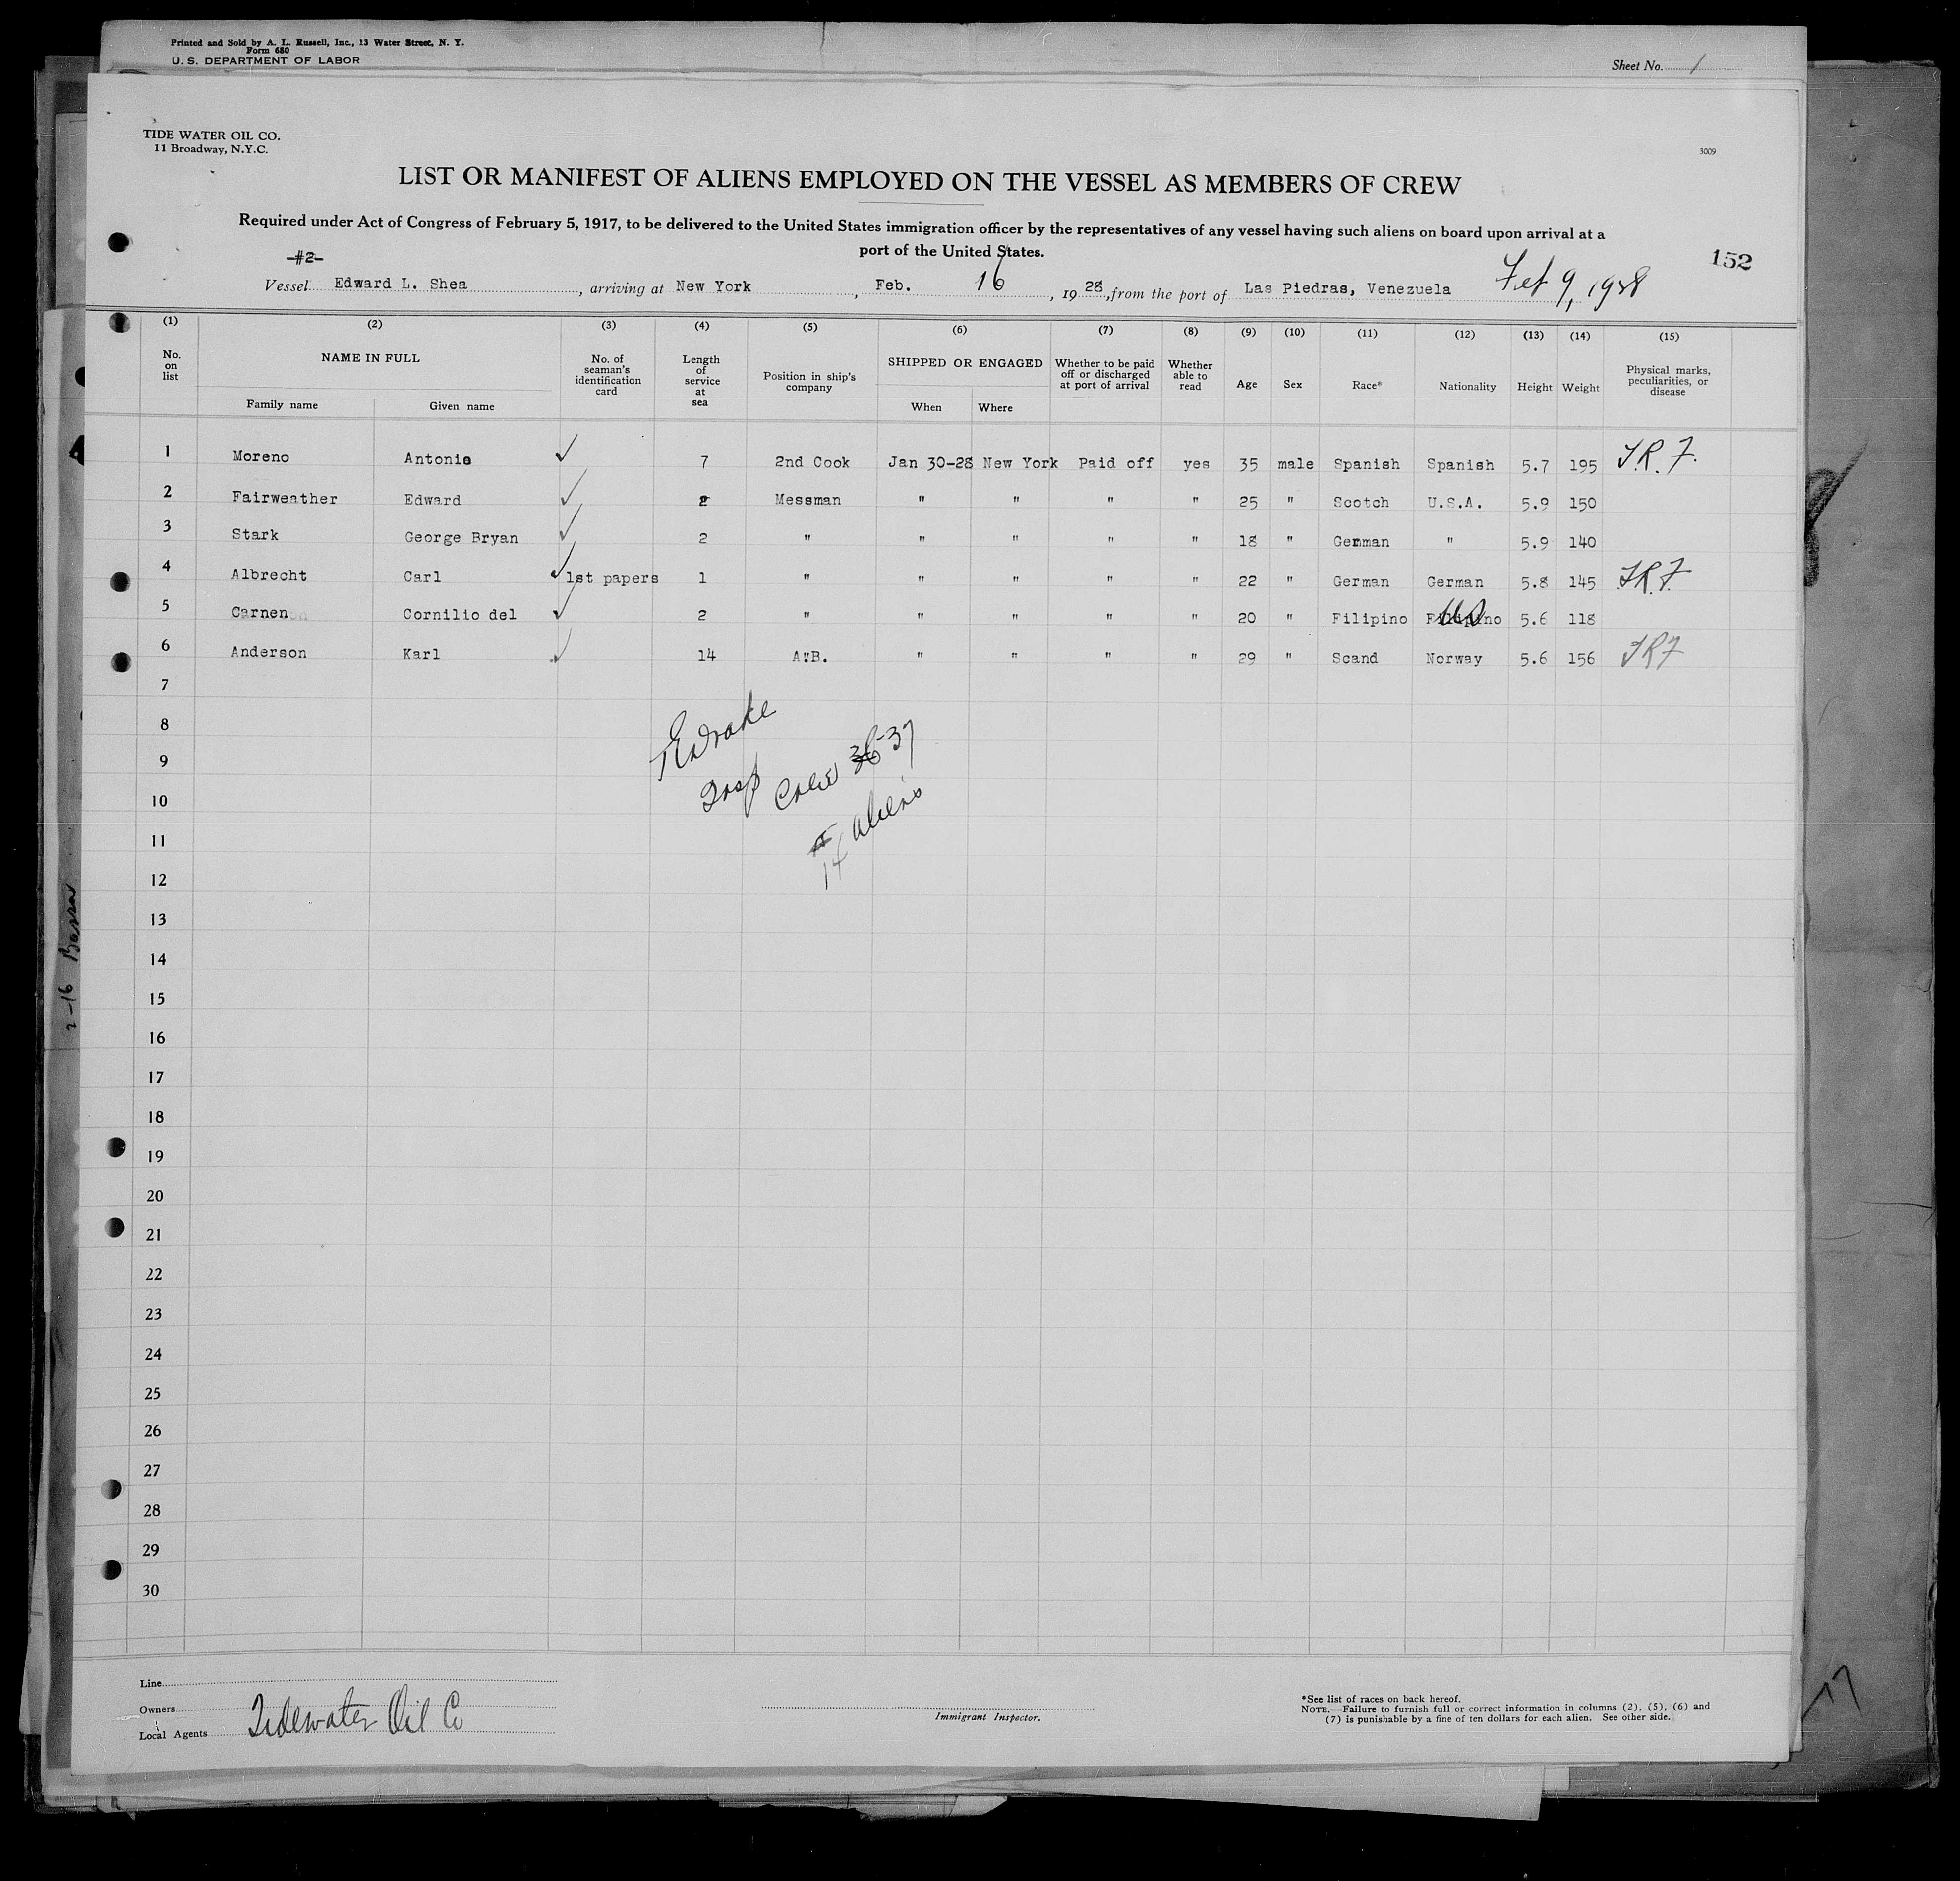 Printed and Sold by A. L. Russell, Inc., 13 Water Street, N. Y.
Form 680
U. S. DEPARTMENT OF LABOR
Sheet No. 1
TIDE WATER OIL CO.
11 Broadway, N.Y.C.
3009
LIST OR MANIFEST OF ALIENS EMPLOYED ON THE VESSEL AS MEMBERS OF CREW
Required under Act of Congress of February 5, 1917, to be delivered to the United States immigration officer by the representatives of any vessel having such aliens on board upon arrival at a
port of the United States.
#2
152
Vessel Edward L. Shea, arriving at New York, Feb. 16, 1928, from the port of Las Piedras, Venezuela Feb 9, 1928
(1) (2) (3) (4) (5) (6) (7) (8) (9) (10) (11) (12) (13) (14) (15)
No. on list NAME IN FULL Family name Given name No. of seaman's identification card Length of service at sea Position in ship's company SHIPPED OR ENGAGED When Where Whether to be paid off or discharged at port of arrival Whether able to read Age Sex Race* Nationality Height Weight Physical marks, peculiarities, or disease
1 Moreno Antonio ✓ 7 2nd Cook Jan 30-28 New York Paid off yes 35 male Spanish Spanish 5.7 195 T.R.F.
2 Fairweather Edward ✓ 2 Messman " " " " 25 " Scotch U.S.A. 5.9 150
3 Stark George Bryan ✓ 2 " " " " " 18 " German " 5.9 140
4 Albrecht Carl ✓ 1st papers 1 " " " " " 22 " German German 5.8 145 T.R.F.
5 Carnen Cornilio del ✓ 2 " " " " " 20 " Filipino Filipino US 5.6 118
6 Anderson Karl ✓ 14 A.B. " " " " 29 " Scand Norway 5.6 156 TRF
7
8
9
10
11
12
13
14
15
16
17
18
19
20
21
22
23
24
25
26
27
28
29
30
Drake
Insp Crew 36 37
14 aliens
2-16
Line
Owners
Local Agents Tidewater Oil Co
Immigrant Inspector.
*See list of races on back hereof.
NOTE.—Failure to furnish full or correct information in columns (2), (5), (6) and
(7) is punishable by a fine of ten dollars for each alien. See other side.
17